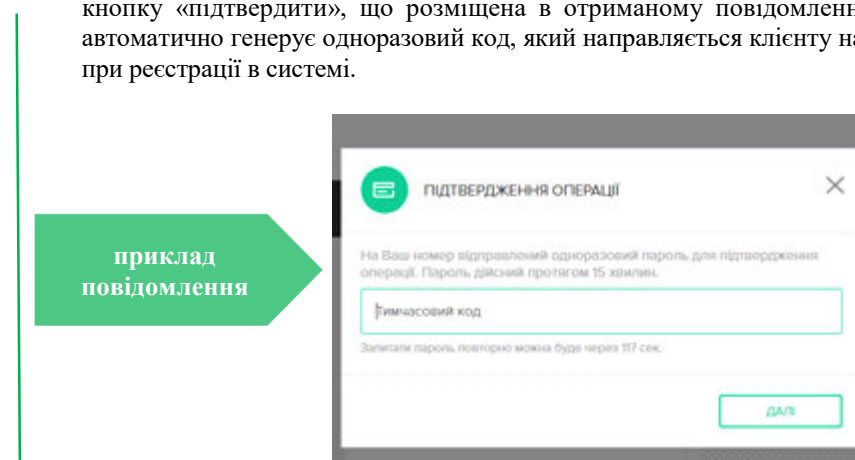 кнопку «підтвердити», що розміщена в отриманому повідомленн
автоматично генерує одноразовий код, який направляється клієнту на
при реєстрації в системі.
ПІДТВЕРДЖЕННЯ ОПЕРАЦІЇ
приклад
повідомлення
На Ваш номер відправлений одноразовий пароль для підтвердження
операції. Пароль дійсний протягом 15 хвилин.
Тимчасовий код
Запитати пароль повторно можна буде через 117 сек.
ДАЛІ